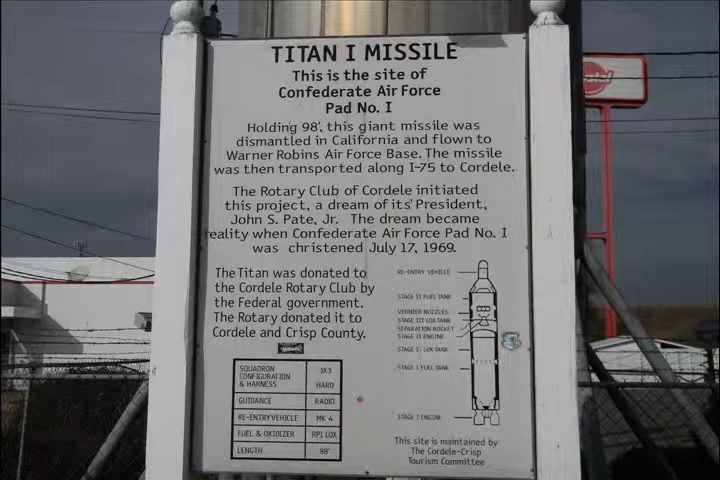 TITAN I MISSILE
This is the site of
Confederate Air Force
Pad No. I
Holding 98', this giant missile was
dismantled in California and flown to
Warner Robins Air Force Base. The missile
was then transported along I-75 to Cordele.
The Rotary Club of Cordele initiated
this project, a dream of its' President,
John S. Pate, Jr. The dream became
reality when Confederate Air Force Pad No. I
was christened July 17, 1969.
The Titan was donated to
the Cordele Rotary Club by
the Federal government.
The Rotary donated it to
Cordele and Crisp County.
RE-ENTRY VEHICLE
STAGE II FUEL TANK
VERNIER NOZZLES
STAGE III LOX TANK
SEPARATION ROCKET
STAGE II ENGINE
STAGE I LOX TANK
STAGE I FUEL TANK
STAGE I ENGINE
SQUADRON CONFIGURATION & HARNESS 3X3 HARD
GUIDANCE RADIO
RE-ENTRY VEHICLE MK 4
FUEL & OXIDIZER RPI LOX
LENGTH 98'
This site is maintained by
The Cordele-Crisp
Tourism Committee